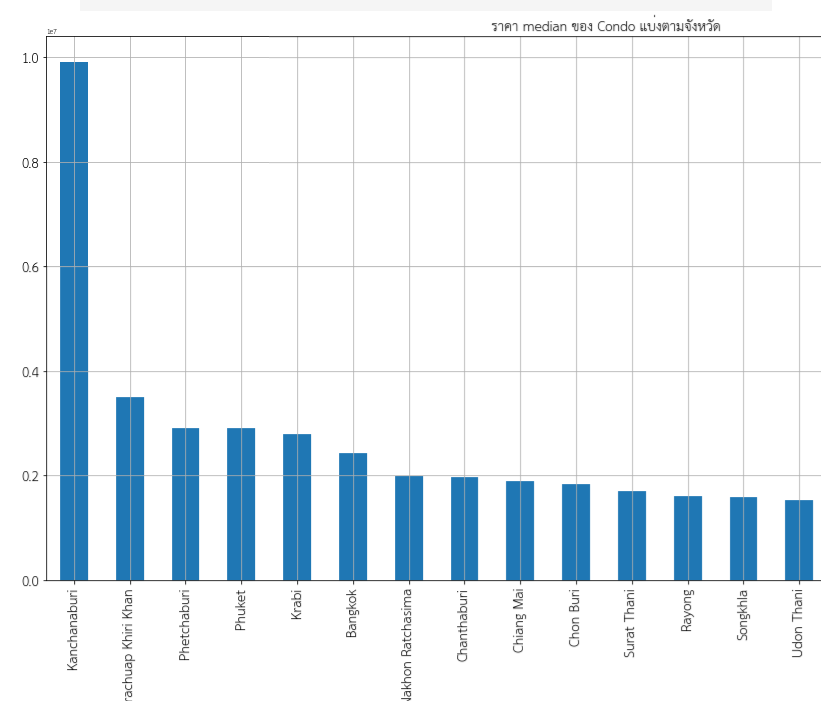 ราคา median ของ Condo แบ่งตามจังหวัด
1e7
1.0
0.8
0.6
0.4
0.2
0.0
Kanchanaburi
rachuap Khiri Khan
Phetchaburi
Phuket
Krabi
Bangkok
Nakhon Ratchasima
Chanthaburi
Chiang Mai
Chon Buri
Surat Thani
Rayong
Songkhla
Udon Thani